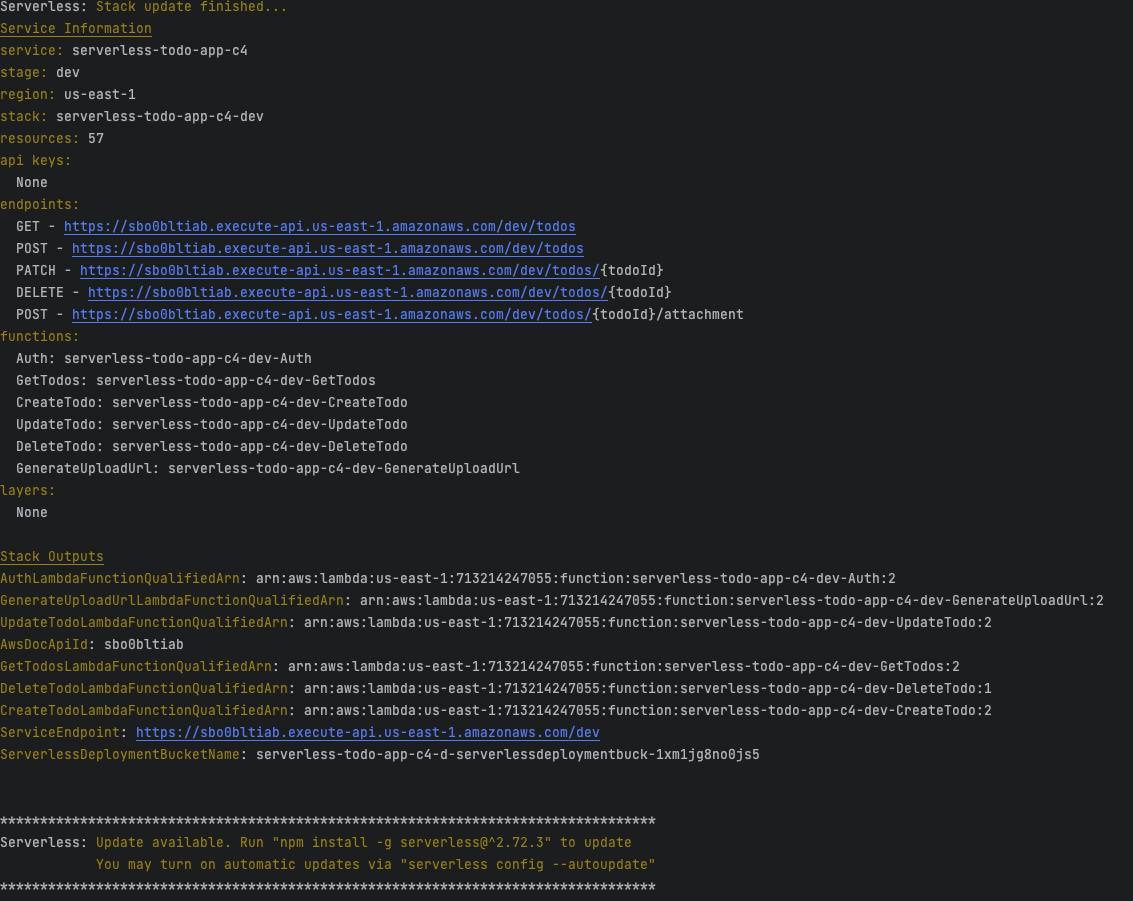 Serverless: Stack update finished...
Service Information
service: serverless-todo-app-c4
stage: dev
region: us-east-1
stack: serverless-todo-app-c4-dev
resources: 57
api keys:
  None
endpoints:
  GET - https://sbo0bltiab.execute-api.us-east-1.amazonaws.com/dev/todos
  POST - https://sbo0bltiab.execute-api.us-east-1.amazonaws.com/dev/todos
  PATCH - https://sbo0bltiab.execute-api.us-east-1.amazonaws.com/dev/todos/{todoId}
  DELETE - https://sbo0bltiab.execute-api.us-east-1.amazonaws.com/dev/todos/{todoId}
  POST - https://sbo0bltiab.execute-api.us-east-1.amazonaws.com/dev/todos/{todoId}/attachment
functions:
  Auth: serverless-todo-app-c4-dev-Auth
  GetTodos: serverless-todo-app-c4-dev-GetTodos
  CreateTodo: serverless-todo-app-c4-dev-CreateTodo
  UpdateTodo: serverless-todo-app-c4-dev-UpdateTodo
  DeleteTodo: serverless-todo-app-c4-dev-DeleteTodo
  GenerateUploadUrl: serverless-todo-app-c4-dev-GenerateUploadUrl
layers:
  None
Stack Outputs
AuthLambdaFunctionQualifiedArn: arn:aws:lambda:us-east-1:713214247055:function:serverless-todo-app-c4-dev-Auth:2
GenerateUploadUrlLambdaFunctionQualifiedArn: arn:aws:lambda:us-east-1:713214247055:function:serverless-todo-app-c4-dev-GenerateUploadUrl:2
UpdateTodoLambdaFunctionQualifiedArn: arn:aws:lambda:us-east-1:713214247055:function:serverless-todo-app-c4-dev-UpdateTodo:2
AwsDocApiId: sbo0bltiab
GetTodosLambdaFunctionQualifiedArn: arn:aws:lambda:us-east-1:713214247055:function:serverless-todo-app-c4-dev-GetTodos:2
DeleteTodoLambdaFunctionQualifiedArn: arn:aws:lambda:us-east-1:713214247055:function:serverless-todo-app-c4-dev-DeleteTodo:1
CreateTodoLambdaFunctionQualifiedArn: arn:aws:lambda:us-east-1:713214247055:function:serverless-todo-app-c4-dev-CreateTodo:2
ServiceEndpoint: https://sbo0bltiab.execute-api.us-east-1.amazonaws.com/dev
ServerlessDeploymentBucketName: serverless-todo-app-c4-d-serverlessdeploymentbuck-1xm1jg8no0js5
**********************************************************************************
Serverless: Update available. Run "npm install -g serverless@^2.72.3" to update
            You may turn on automatic updates via "serverless config --autoupdate"
**********************************************************************************